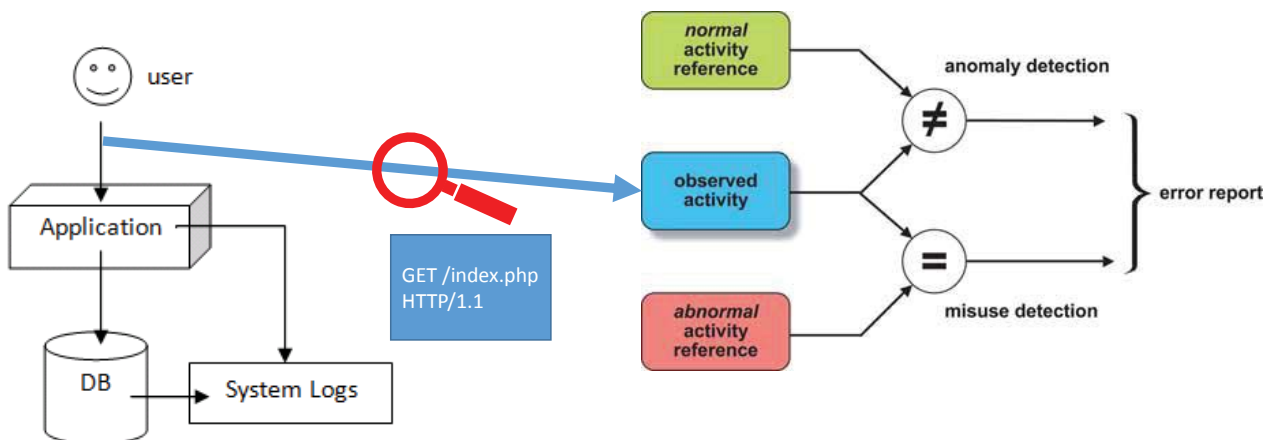 user
Application
DB
System Logs
GET /index.php
HTTP/1.1
normal
activity
reference
observed
activity
abnormal
activity
reference
≠
=
anomaly detection
misuse detection
error report